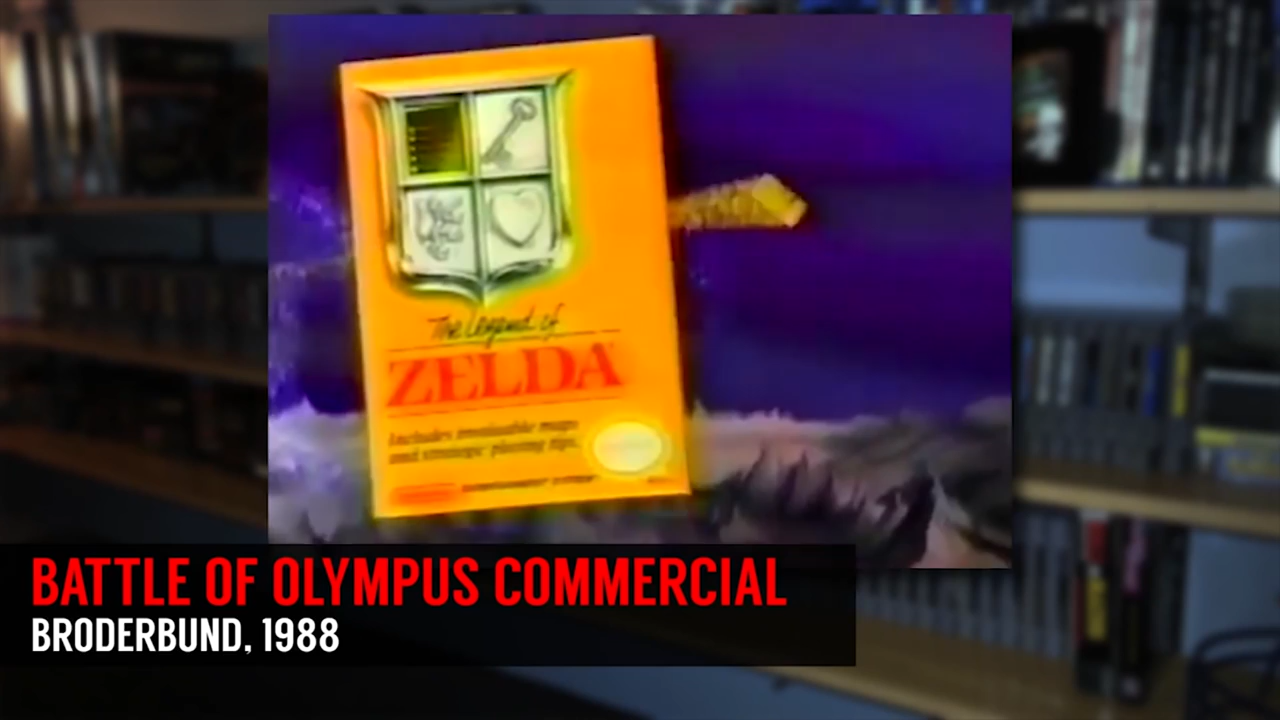 The Legend of
ZELDA
Includes invaluable maps
and strategic playing tips.
BATTLE OF OLYMPUS COMMERCIAL
BRODERBUND, 1988